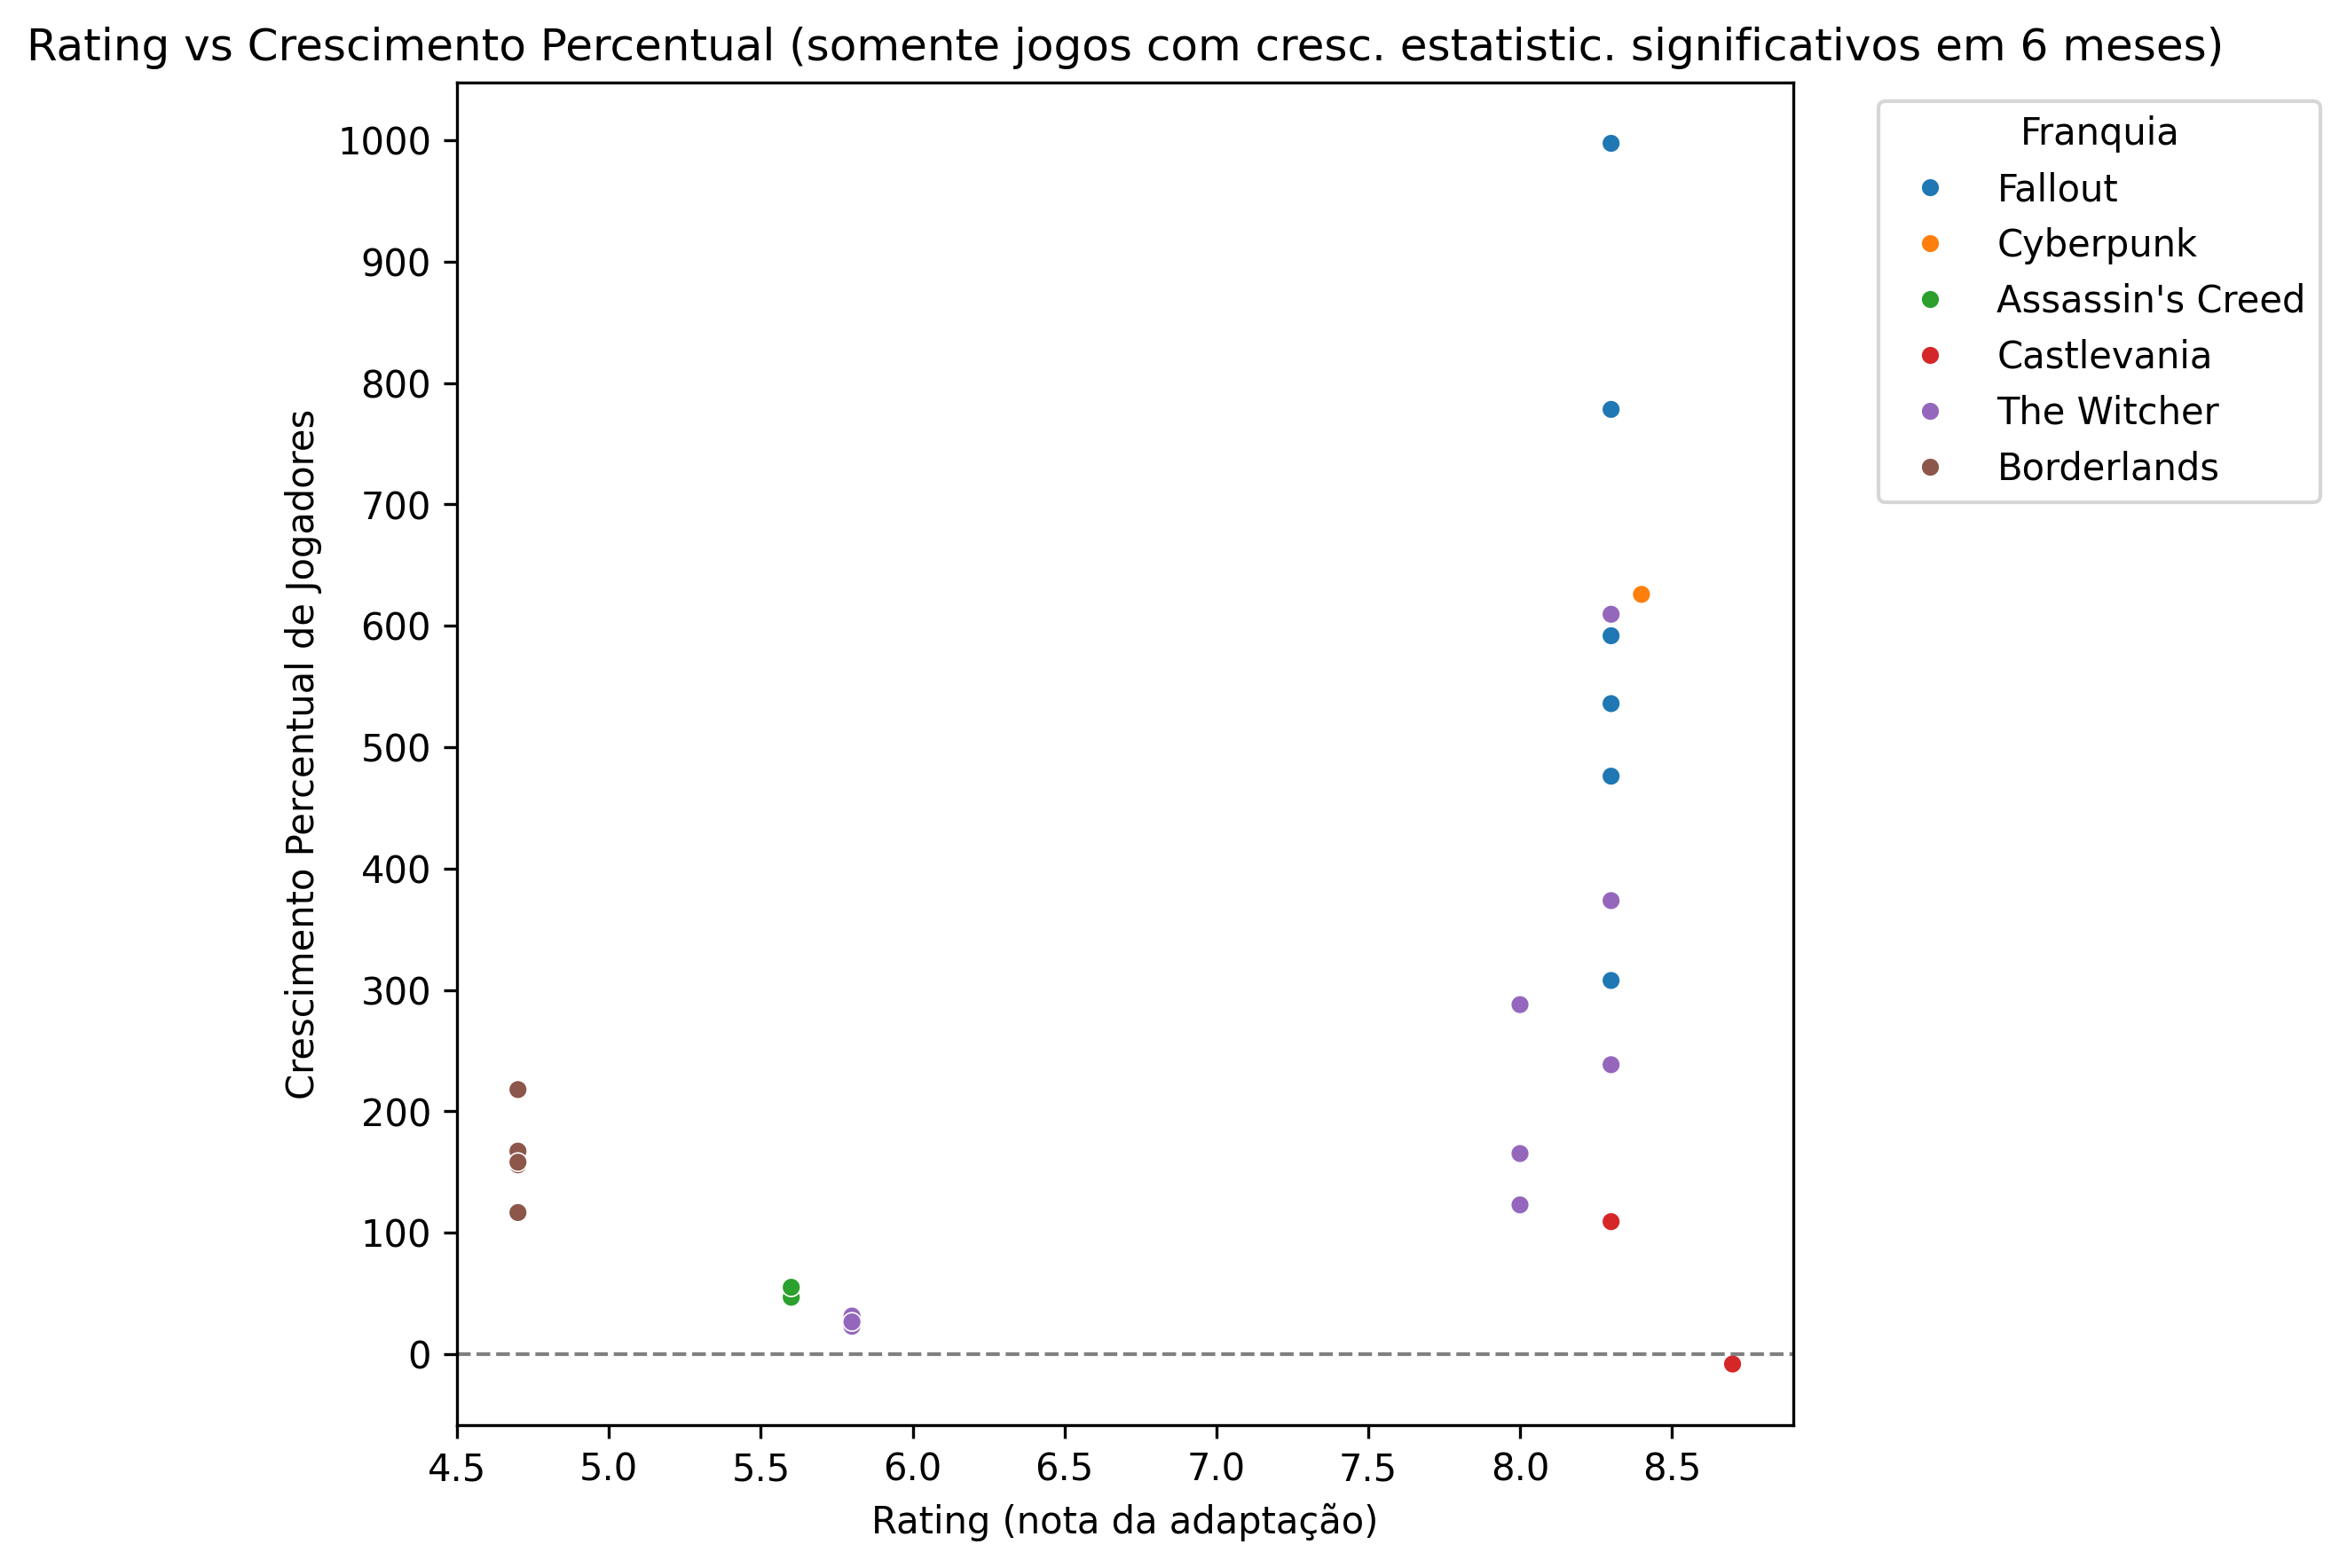 Rating vs Crescimento Percentual (somente jogos com cresc. estatistic. significativos em 6 meses)
Franquia
Fallout
Cyberpunk
Assassin's Creed
Castlevania
The Witcher
Borderlands
Crescimento Percentual de Jogadores
1000
900
800
700
600
500
400
300
200
100
0
4.5 5.0 5.5 6.0 6.5 7.0 7.5 8.0 8.5
Rating (nota da adaptação)